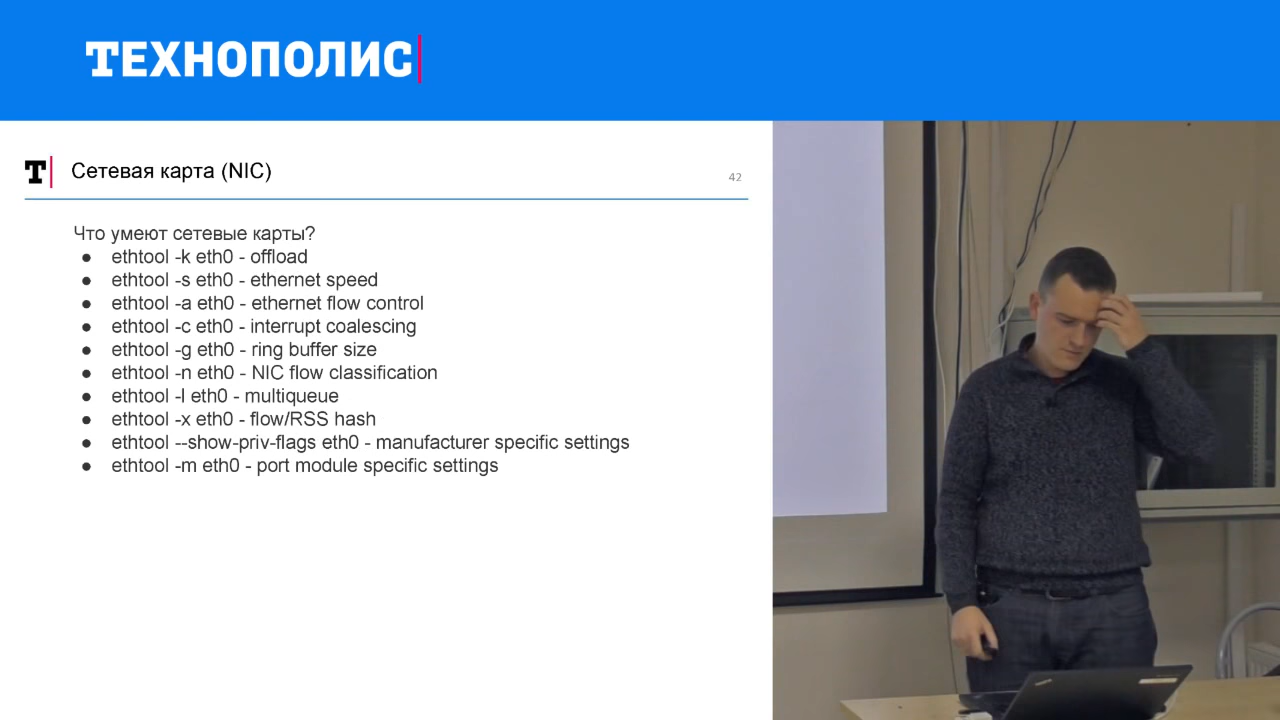 ТЕХНОПОЛИС
Т Сетевая карта (NIC)
42
Что умеют сетевые карты?
● ethtool -k eth0 - offload
● ethtool -s eth0 - ethernet speed
● ethtool -a eth0 - ethernet flow control
● ethtool -c eth0 - interrupt coalescing
● ethtool -g eth0 - ring buffer size
● ethtool -n eth0 - NIC flow classification
● ethtool -l eth0 - multiqueue
● ethtool -x eth0 - flow/RSS hash
● ethtool --show-priv-flags eth0 - manufacturer specific settings
● ethtool -m eth0 - port module specific settings